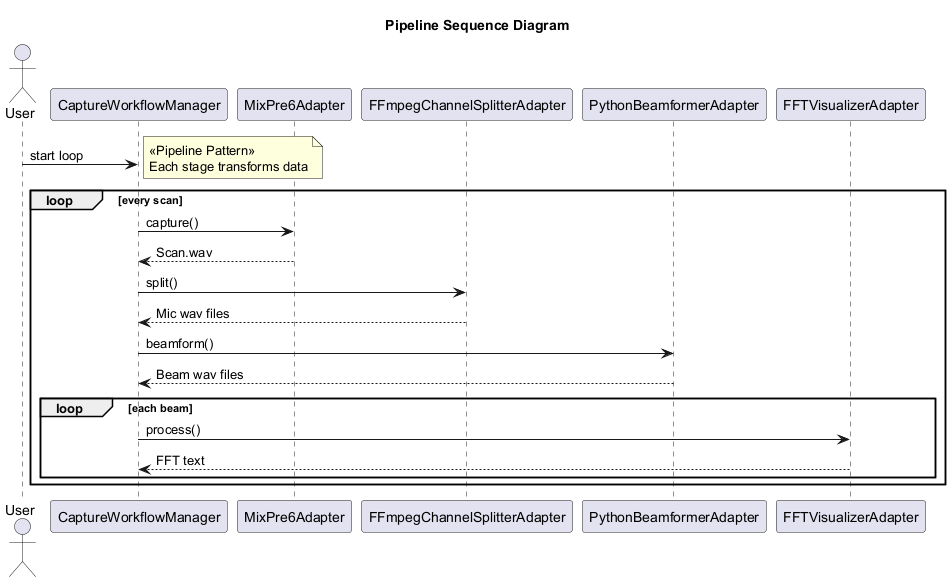 Pipeline Sequence Diagram
User
CaptureWorkflowManager
MixPre6Adapter
FFmpegChannelSplitterAdapter
PythonBeamformerAdapter
FFTVisualizerAdapter
start loop
«Pipeline Pattern»
Each stage transforms data
loop
[every scan]
capture()
Scan.wav
split()
Mic wav files
beamform()
Beam wav files
loop
[each beam]
process()
FFT text
User
CaptureWorkflowManager
MixPre6Adapter
FFmpegChannelSplitterAdapter
PythonBeamformerAdapter
FFTVisualizerAdapter